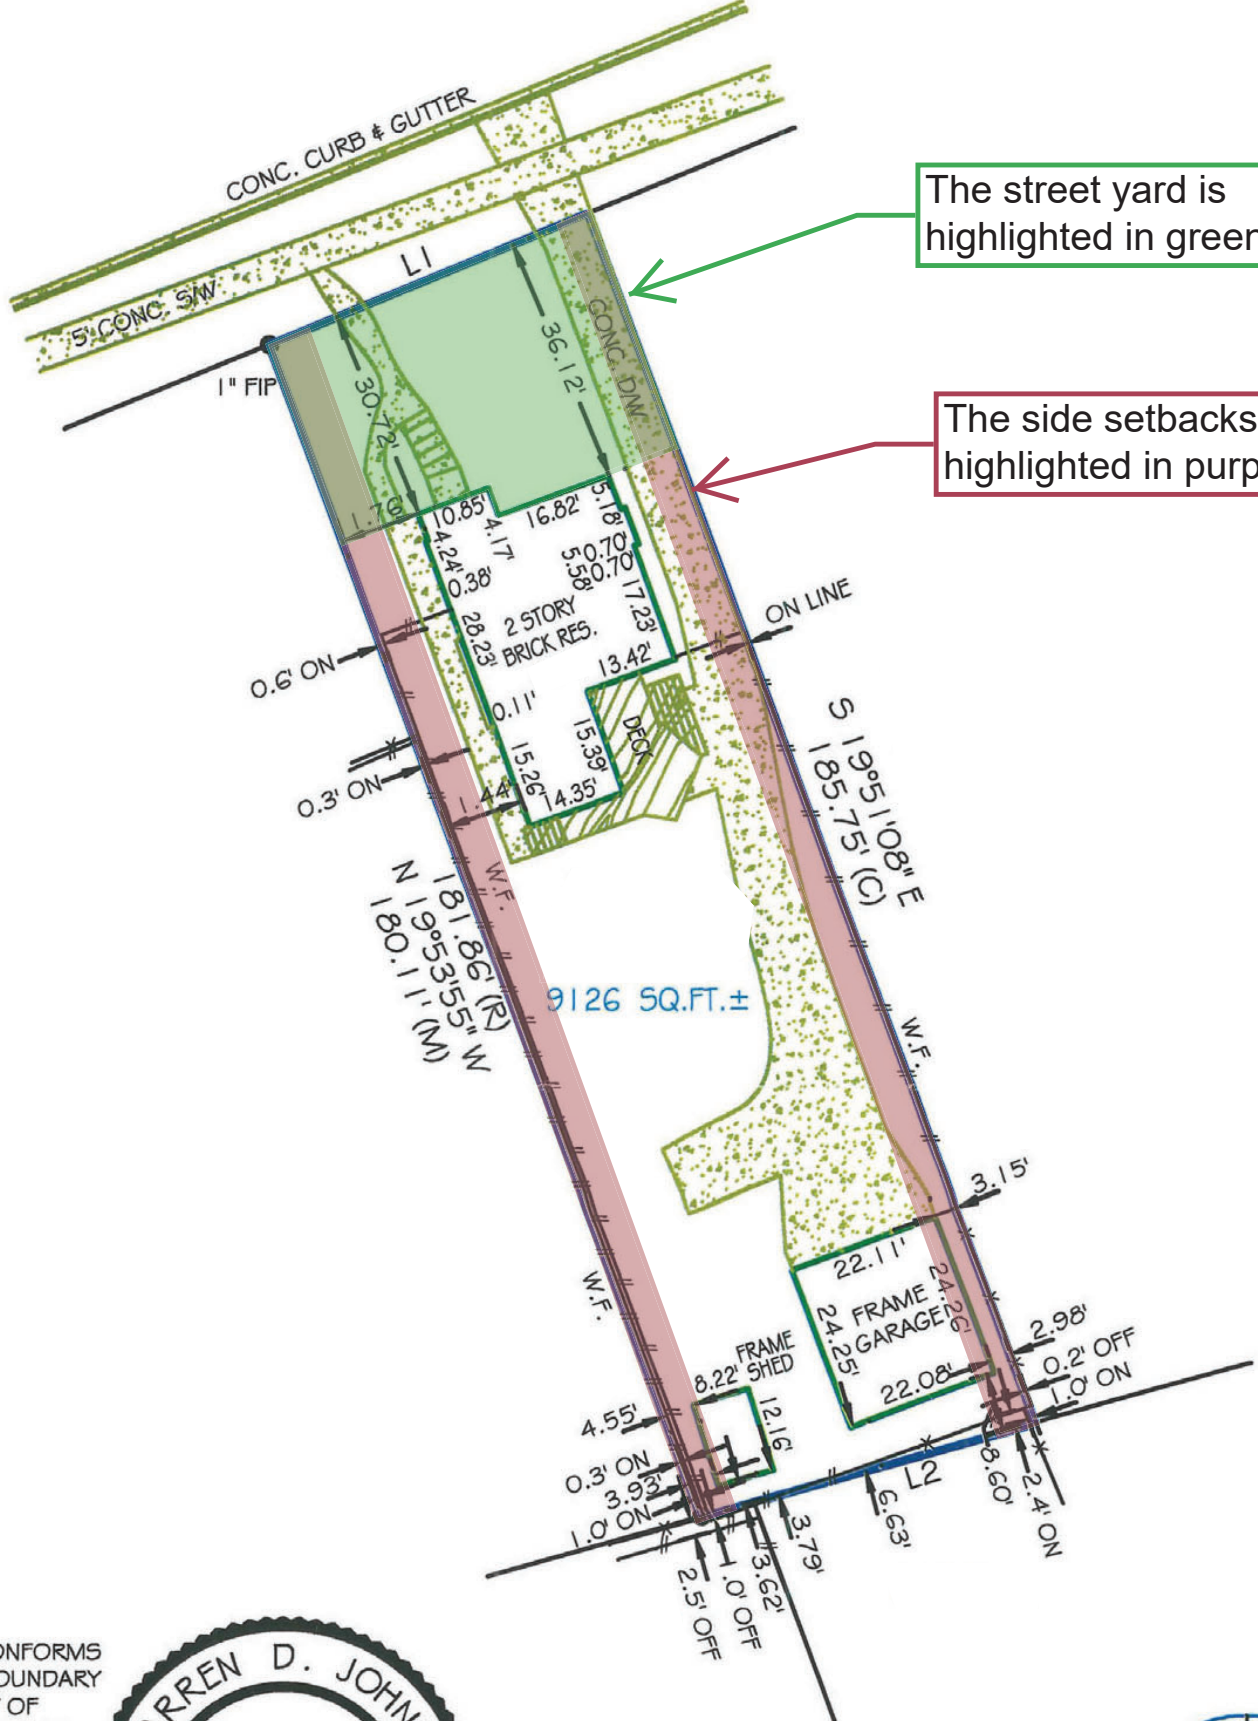 CONC. CURB & GUTTER
The street yard is
highlighted in green
L1
5' CONC. S/W
1" FIP
36.12'
CONC. D/W
30.72'
The side setbacks
highlighted in purp
1.76'
10.85'
16.82'
5.18'
4.24'
4.17'
0.70'
0.70'
5.58'
0.38'
17.23'
28.23'
2 STORY
BRICK RES.
ON LINE
13.42'
0.6' ON
0.11'
15.39'
DECK
S 19°51'08" E
185.75' (C)
0.3' ON
1.44'
15.26'
14.35'
W.F.
181.86' (R)
N 19°53'55" W
180.11' (M)
9126 SQ.FT.±
W.F.
3.15'
22.11'
W.F.
24.26'
FRAME
GARAGE
24.25'
2.98'
FRAME
SHED
8.22'
0.2' OFF
22.08'
1.0' ON
4.55'
12.16'
0.3' ON
3.93'
1.0' ON
L2
8.60'
2.4' ON
6.63'
3.79'
3.62'
1.0' OFF
2.5' OFF
ONFORMS
OUNDARY
OF
RREN D. JOHN